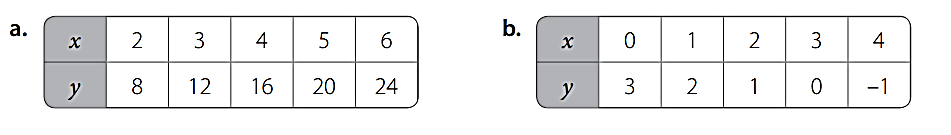 a. x 2 3 4 5 6
y 8 12 16 20 24
b. x 0 1 2 3 4
y 3 2 1 0 –1